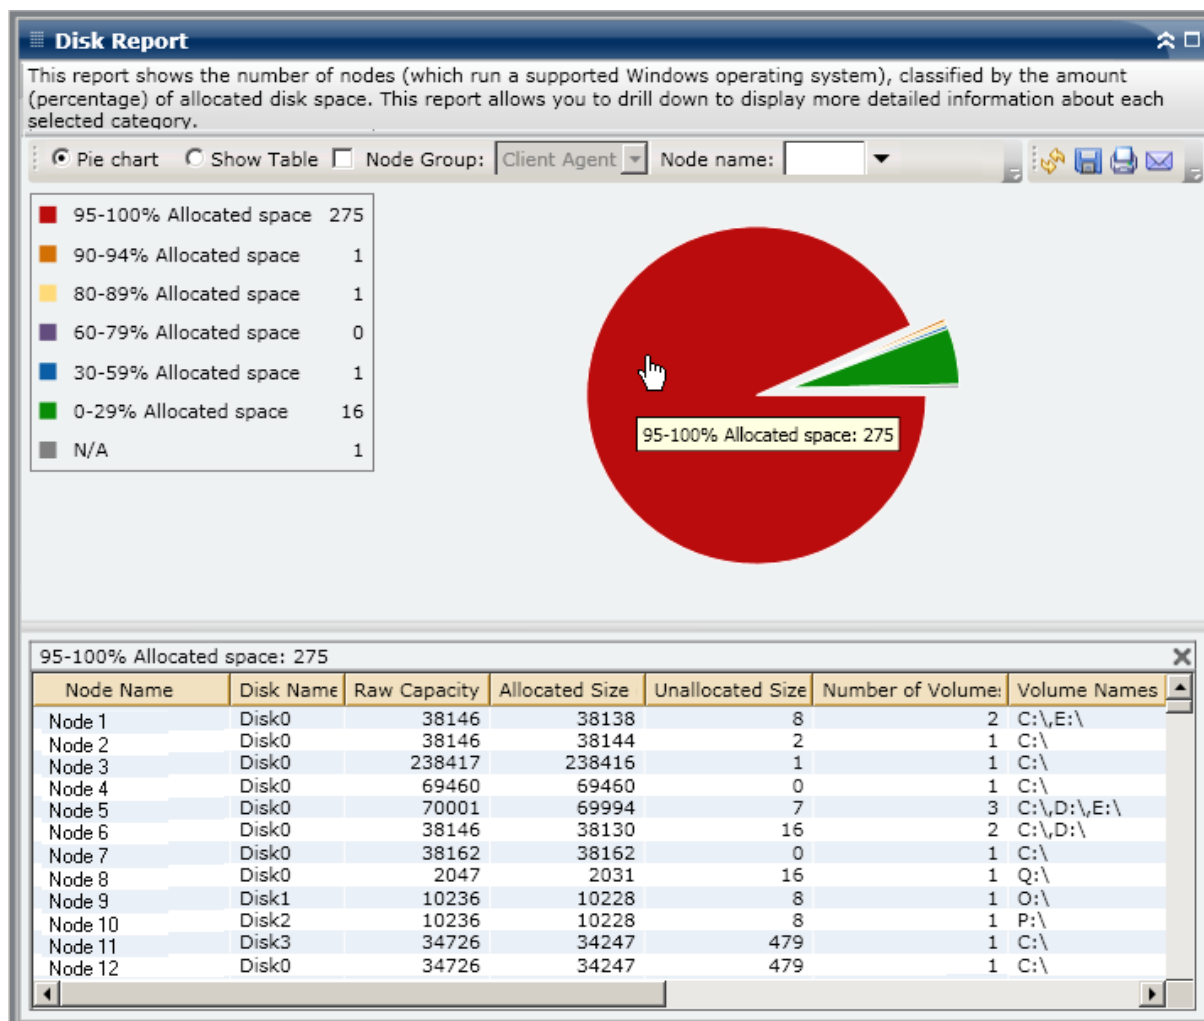 Disk Report
This report shows the number of nodes (which run a supported Windows operating system), classified by the amount
(percentage) of allocated disk space. This report allows you to drill down to display more detailed information about each
selected category.
Pie chart Show Table Node Group: Client Agent Node name:
95-100% Allocated space 275
90-94% Allocated space 1
80-89% Allocated space 1
60-79% Allocated space 0
30-59% Allocated space 1
0-29% Allocated space 16
N/A 1
95-100% Allocated space: 275
95-100% Allocated space: 275
Node Name Disk Name Raw Capacity Allocated Size Unallocated Size Number of Volume: Volume Names
Node 1 Disk0 38146 38138 8 2 C:\,E:\
Node 2 Disk0 38146 38144 2 1 C:\
Node 3 Disk0 238417 238416 1 1 C:\
Node 4 Disk0 69460 69460 0 1 C:\
Node 5 Disk0 70001 69994 7 3 C:\,D:\,E:\
Node 6 Disk0 38146 38130 16 2 C:\,D:\
Node 7 Disk0 38162 38162 0 1 C:\
Node 8 Disk0 2047 2031 16 1 Q:\
Node 9 Disk1 10236 10228 8 1 O:\
Node 10 Disk2 10236 10228 8 1 P:\
Node 11 Disk3 34726 34247 479 1 C:\
Node 12 Disk0 34726 34247 479 1 C:\